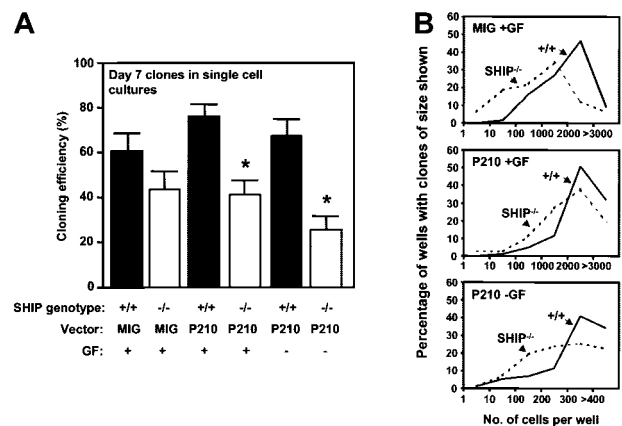 A
Day 7 clones in single cell
cultures
Cloning efficiency (%)
100
80
60
40
20
0
*
*
SHIP genotype: +/+ -/- +/+ -/- +/+ -/-
Vector: MIG MIG P210 P210 P210 P210
GF: + + + + - -
B
Percentage of wells with clones of size shown
MIG +GF
+/+
SHIP-/-
60
50
40
30
20
10
0
1 10 100 1000 2000 >3000
P210 +GF
+/+
SHIP-/-
60
50
40
30
20
10
0
1 10 100 1000 2000 >3000
P210 -GF
+/+
SHIP-/-
60
50
40
30
20
10
0
1 50 100 200 300 >400
No. of cells per well